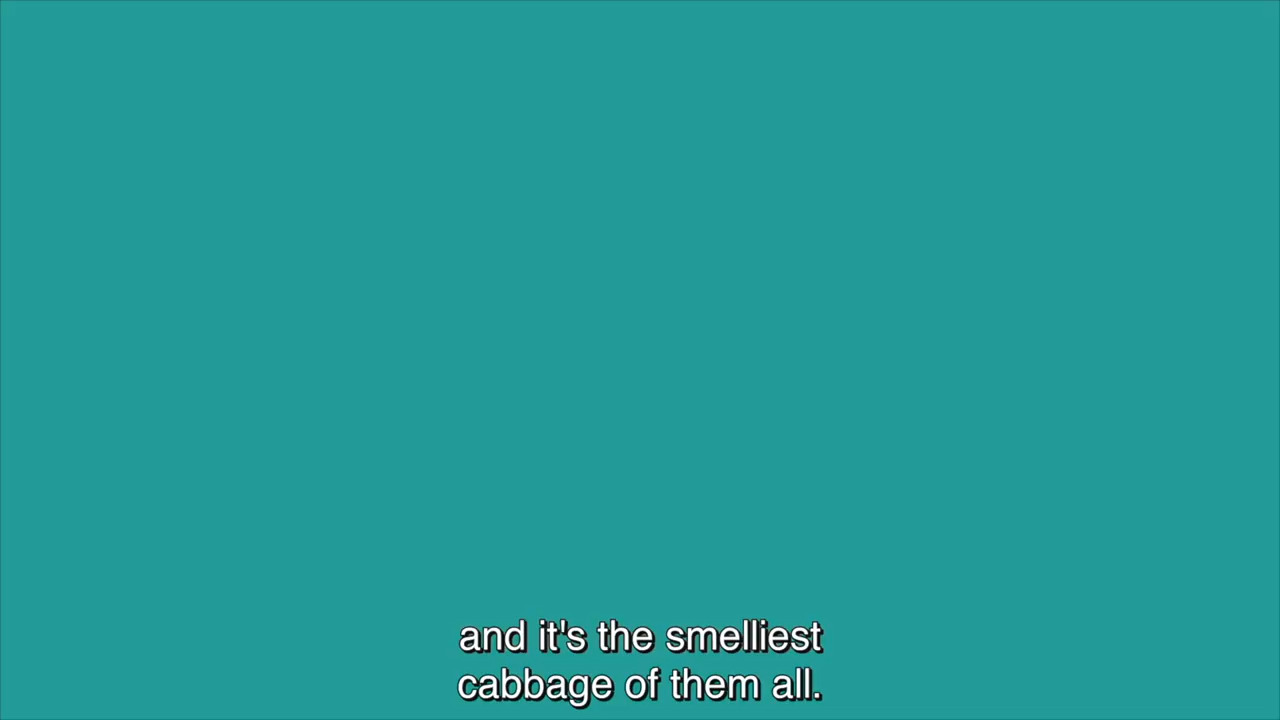 and it's the smelliest
cabbage of them all.